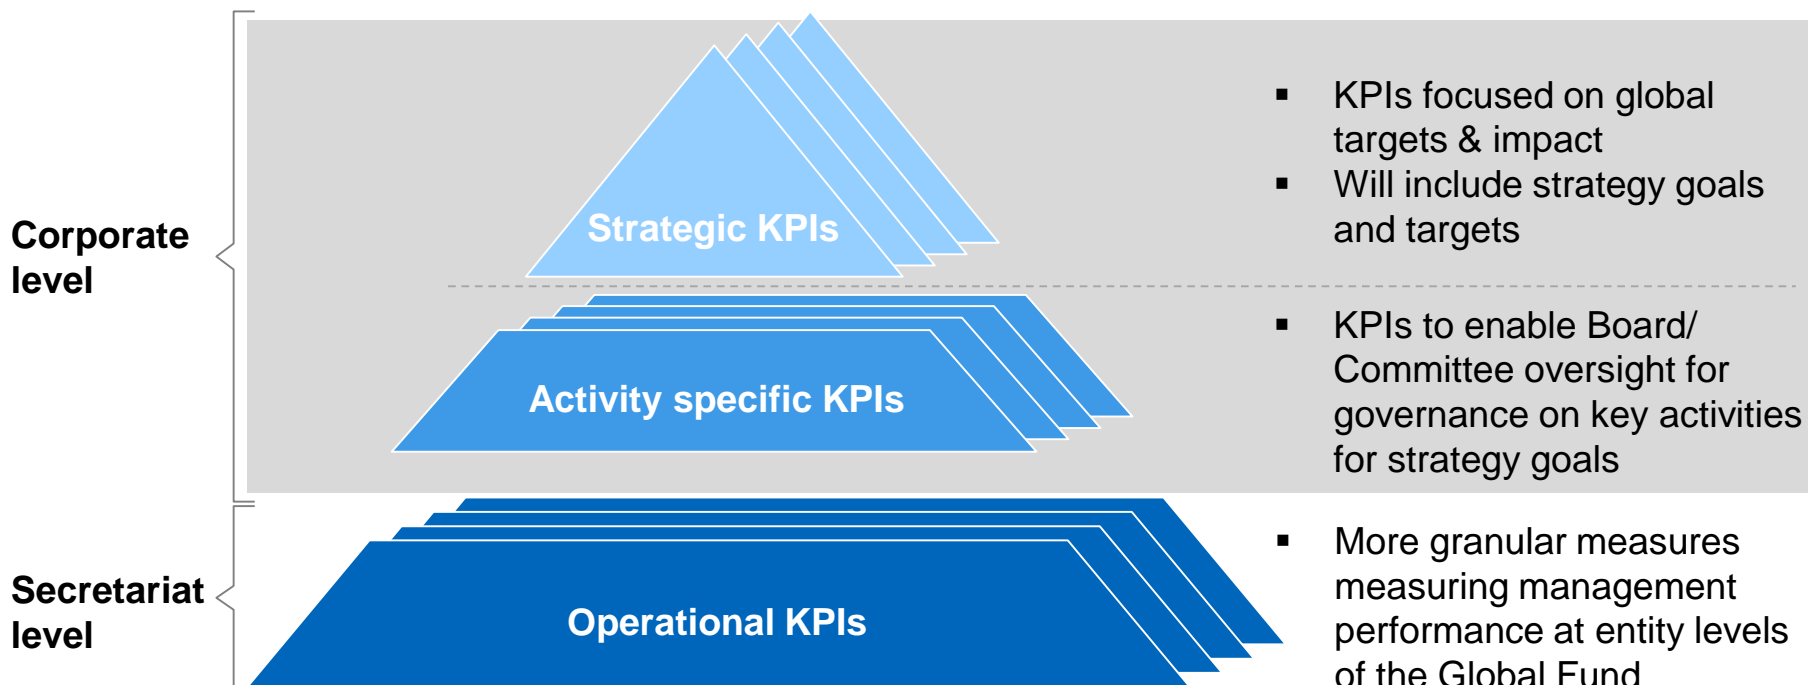 Corporate
level
Strategic KPIs
▪ KPIs focused on global
targets & impact
▪ Will include strategy goals
and targets
Activity specific KPIs
▪ KPIs to enable Board/
Committee oversight for
governance on key activities
for strategy goals
Secretariat
level
Operational KPIs
▪ More granular measures
measuring management
performance at entity levels
of the Global Fund